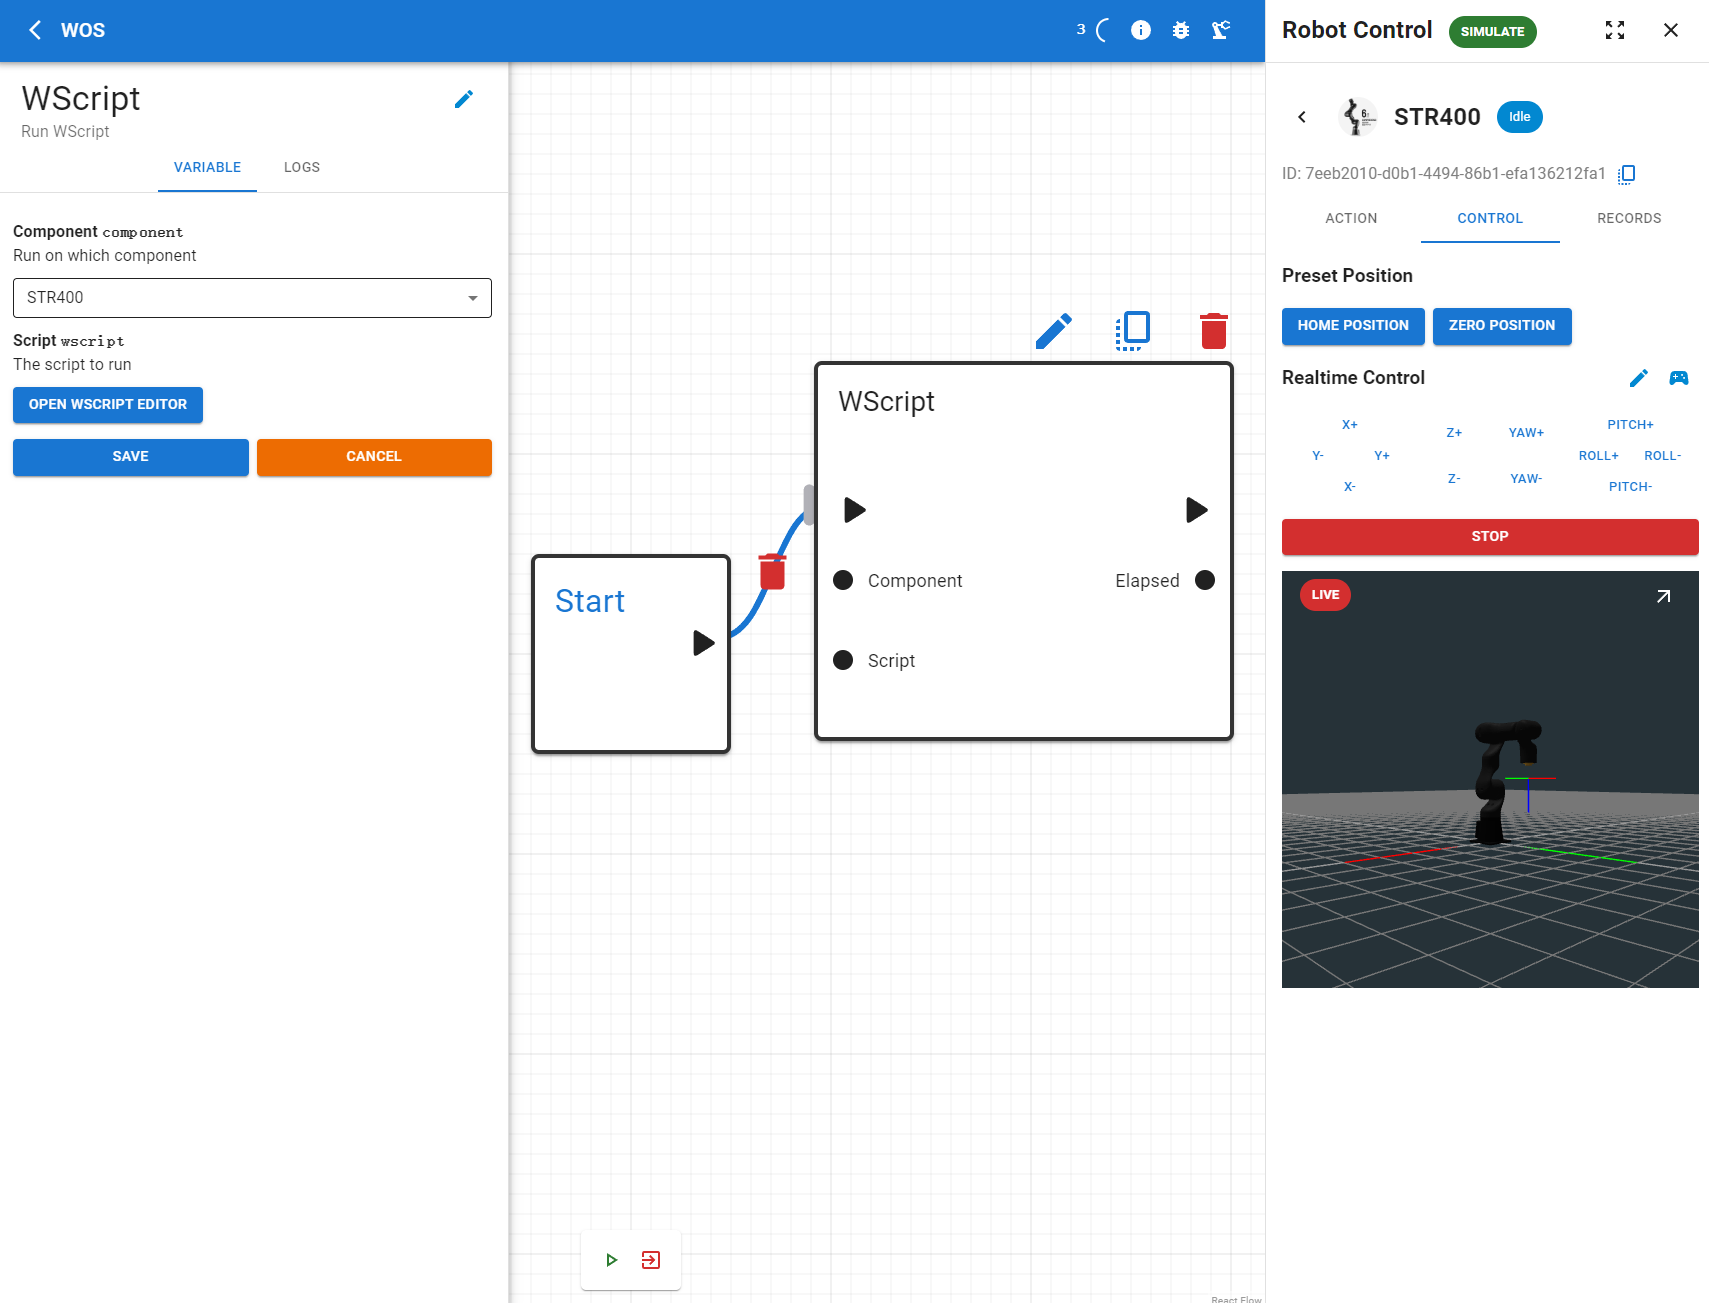 WOS
3
WScript
Run WScript
VARIABLE
LOGS
Component component
Run on which component
STR400
Script wscript
The script to run
OPEN WSCRIPT EDITOR
SAVE
CANCEL
Start
WScript
Component
Elapsed
Script
React Flow
Robot Control
SIMULATE
STR400
Idle
ID: 7eeb2010-d0b1-4494-86b1-efa136212fa1
ACTION
CONTROL
RECORDS
Preset Position
HOME POSITION
ZERO POSITION
Realtime Control
X+
Y-
Y+
X-
Z+
Z-
YAW+
YAW-
PITCH+
ROLL+
ROLL-
PITCH-
STOP
LIVE